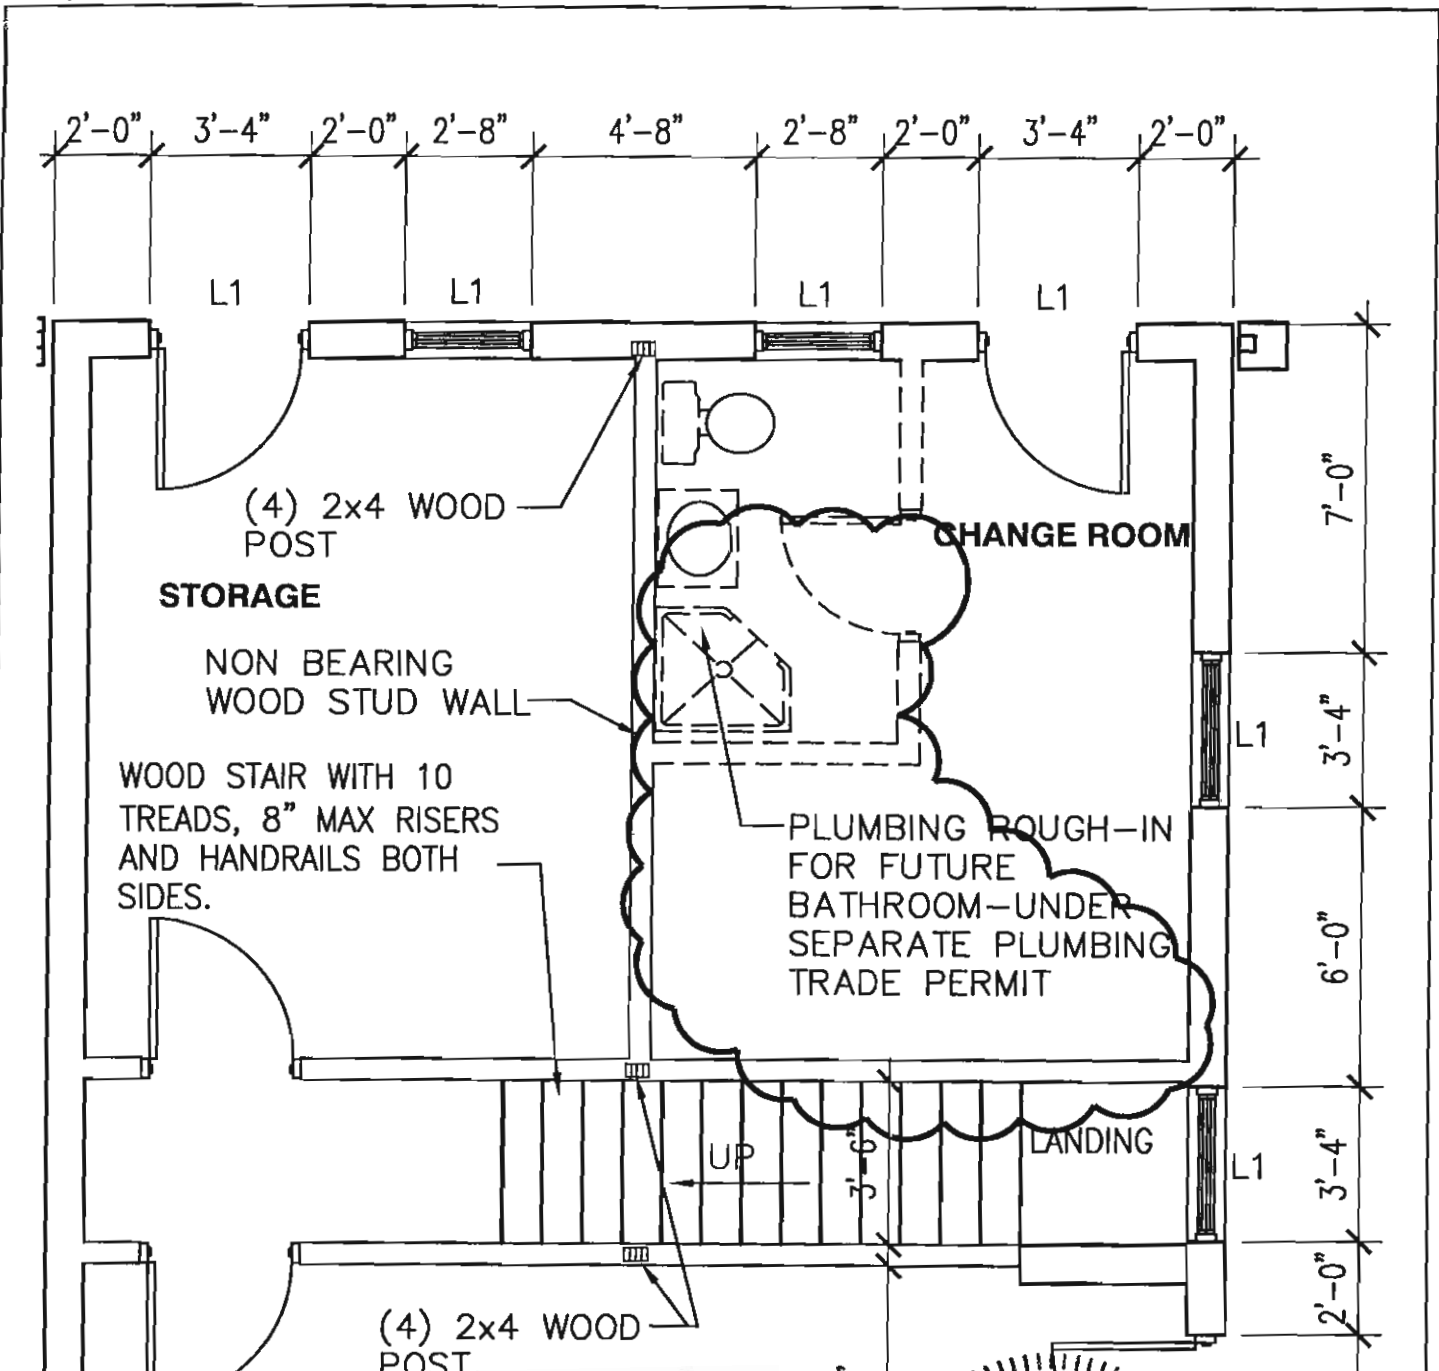 2'-0" 3'-4" 2'-0" 2'-8" 4'-8" 2'-8" 2'-0" 3'-4" 2'-0"
L1 L1 L1 L1
7'-0"
(4) 2x4 WOOD
POST
CHANGE ROOM
STORAGE
NON BEARING
WOOD STUD WALL
3'-4"
L1
WOOD STAIR WITH 10
TREADS, 8" MAX RISERS
AND HANDRAILS BOTH
SIDES.
PLUMBING ROUGH-IN
FOR FUTURE
BATHROOM-UNDER
SEPARATE PLUMBING
TRADE PERMIT
6'-0"
UP
3'-6"
LANDING
L1
3'-4"
2'-0"
(4) 2x4 WOOD
POST